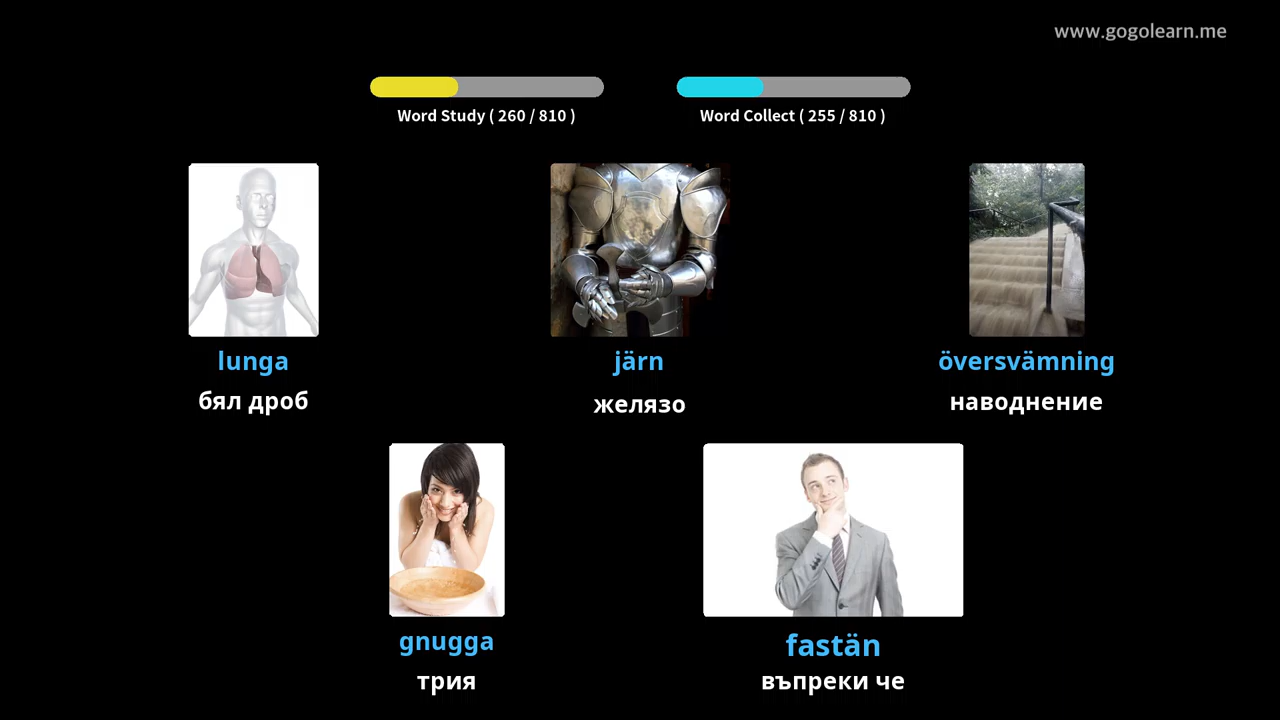 www.gogolearn.me
Word Study ( 260 / 810 )
Word Collect ( 255 / 810 )
lunga
бял дроб
järn
желязо
översvämning
наводнение
gnugga
трия
fastän
въпреки че